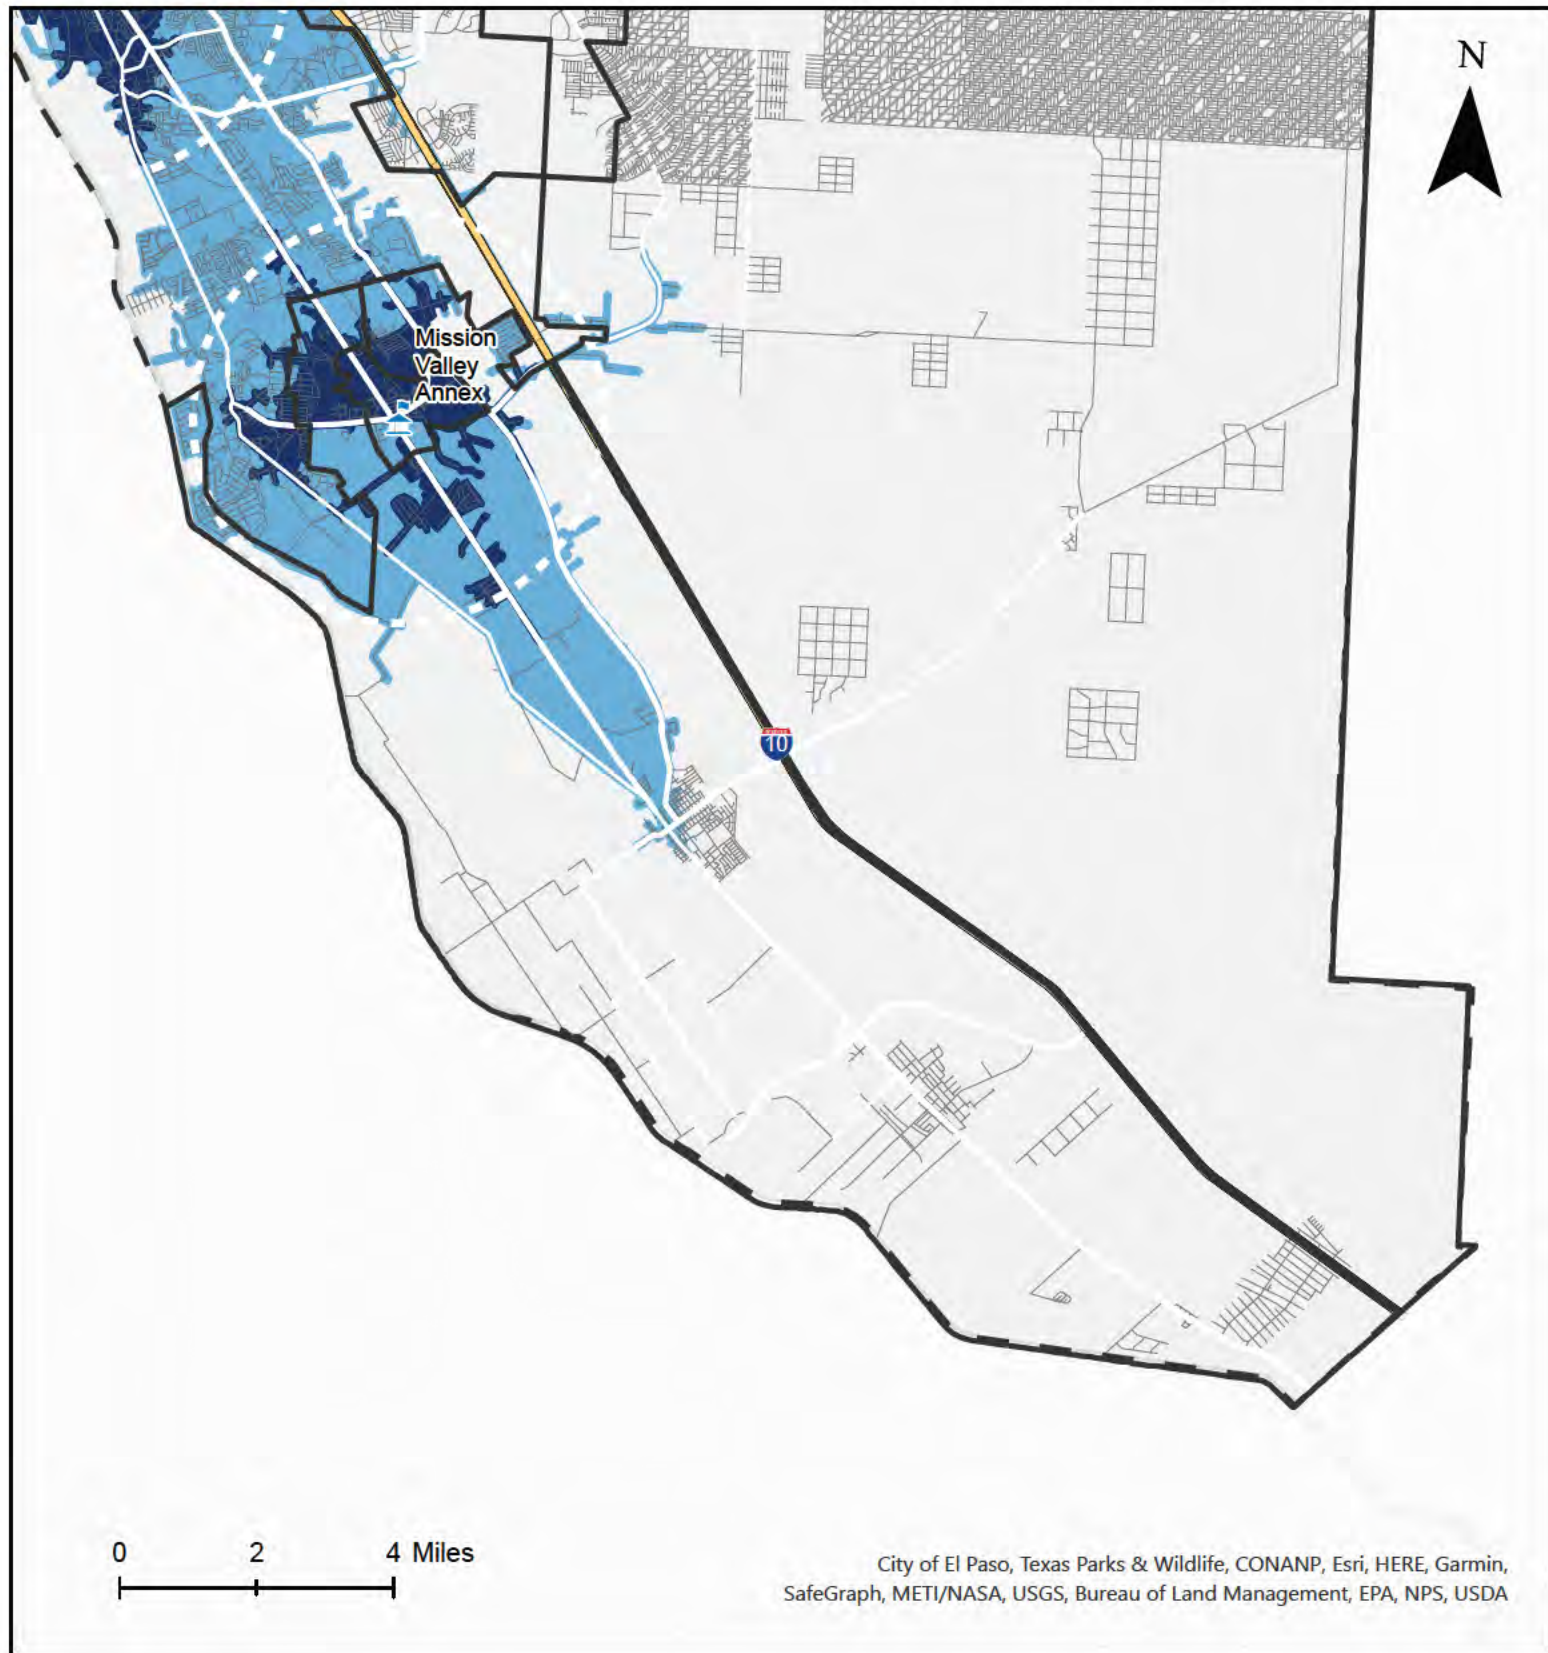 N
Mission
Valley
Annex
10
0 2 4 Miles
City of El Paso, Texas Parks & Wildlife, CONANP, Esri, HERE, Garmin,
SafeGraph, METI/NASA, USGS, Bureau of Land Management, EPA, NPS, USDA